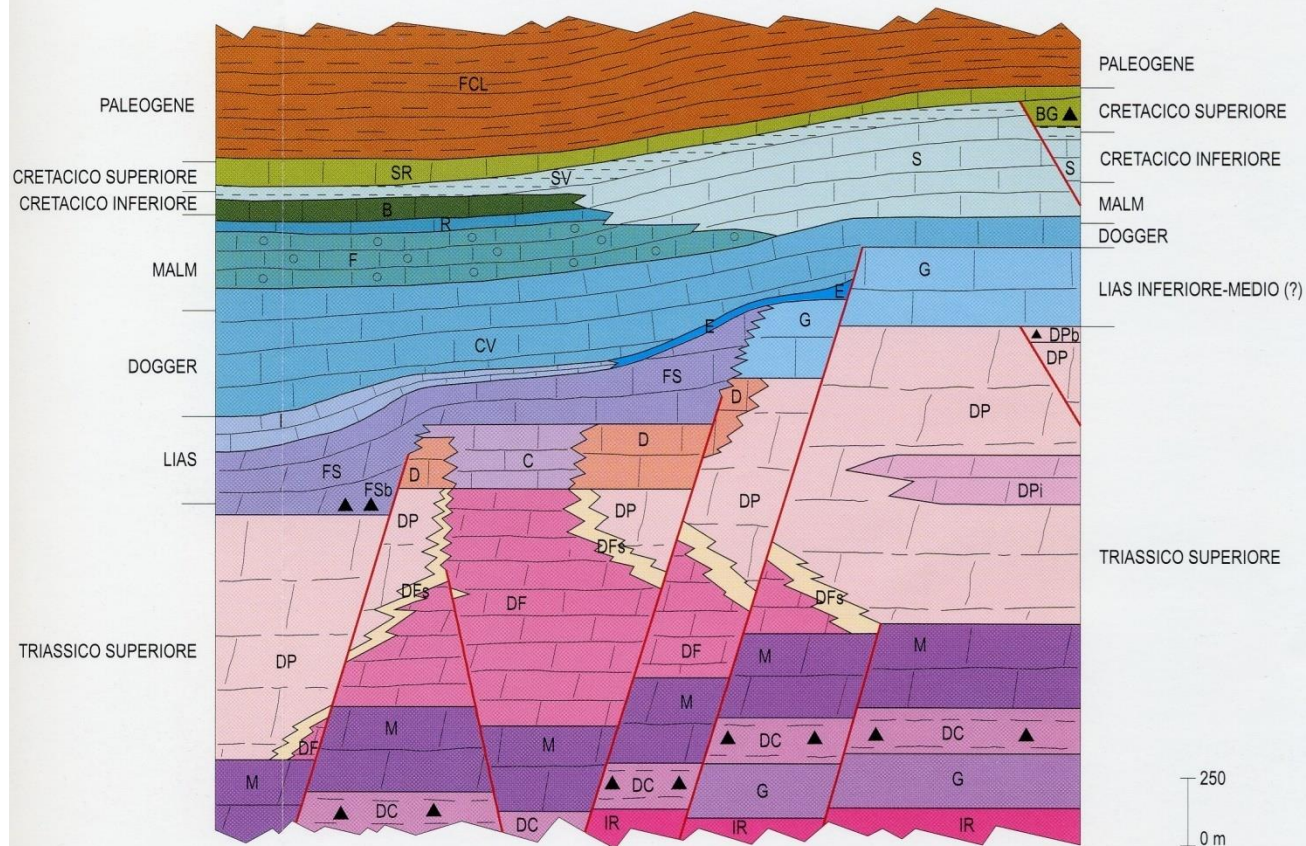 PALEOGENE
CRETACICO SUPERIORE
CRETACICO INFERIORE
MALM
DOGGER
LIAS
TRIASSICO SUPERIORE
FCL
SR
SV
B
R
F
CV
S
BG
S
G
E
E
G
FS
FS
FSb
D
C
D
D
DPb
DP
DP
DPi
DP
DP
DP
DP
DFs
DFs
DFs
DF
DF
DF
M
M
M
M
M
M
DC
DC
DC
DC
DC
G
G
IR
IR
IR
PALEOGENE
CRETACICO SUPERIORE
CRETACICO INFERIORE
MALM
DOGGER
LIAS INFERIORE-MEDIO (?)
TRIASSICO SUPERIORE
250
0 m